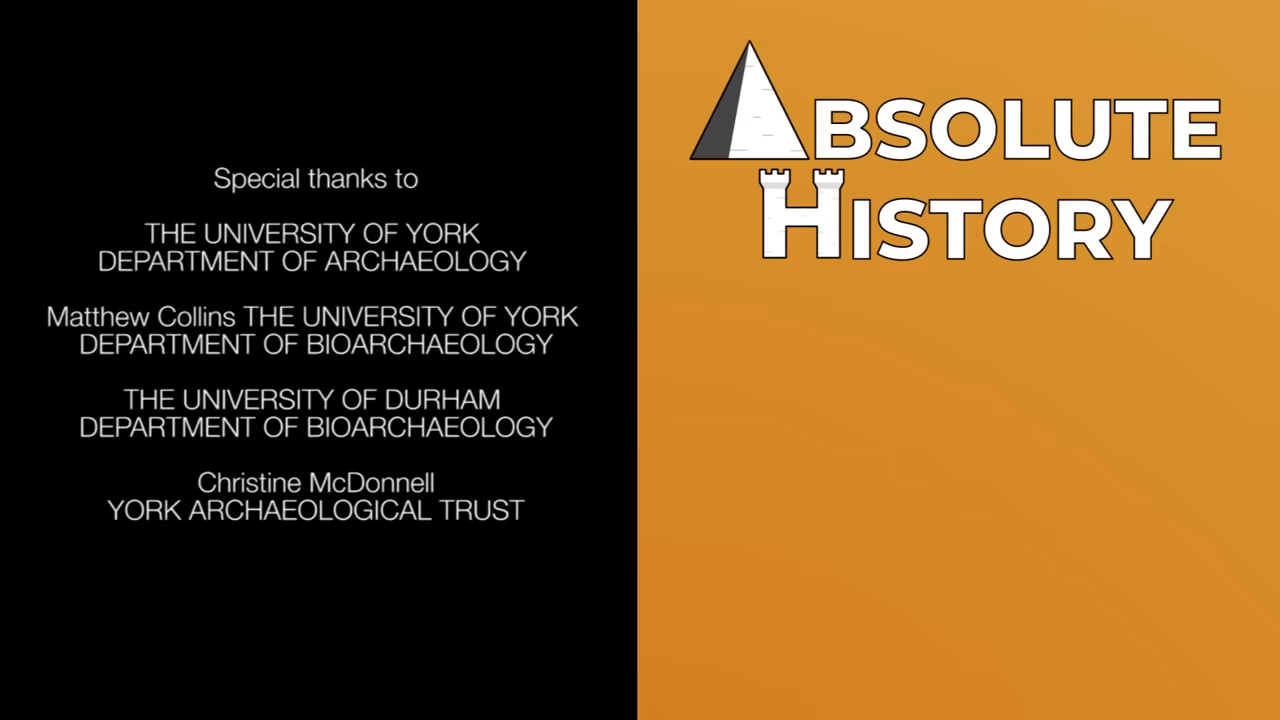 Special thanks to
THE UNIVERSITY OF YORK
DEPARTMENT OF ARCHAEOLOGY
Matthew Collins THE UNIVERSITY OF YORK
DEPARTMENT OF BIOARCHAEOLOGY
THE UNIVERSITY OF DURHAM
DEPARTMENT OF BIOARCHAEOLOGY
Christine McDonnell
YORK ARCHAEOLOGICAL TRUST
ABSOLUTE
HISTORY